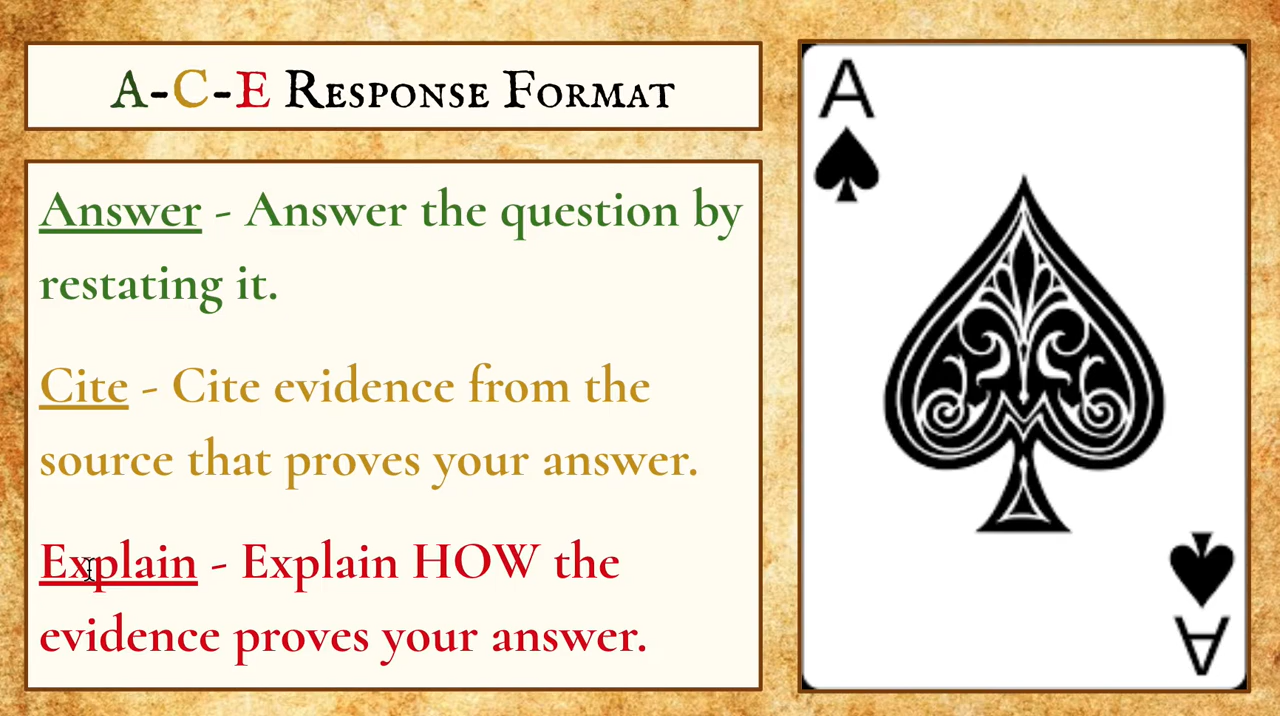 A-C-E Response Format
Answer - Answer the question by
restating it.
Cite - Cite evidence from the
source that proves your answer.
Explain - Explain HOW the
evidence proves your answer.
A
A